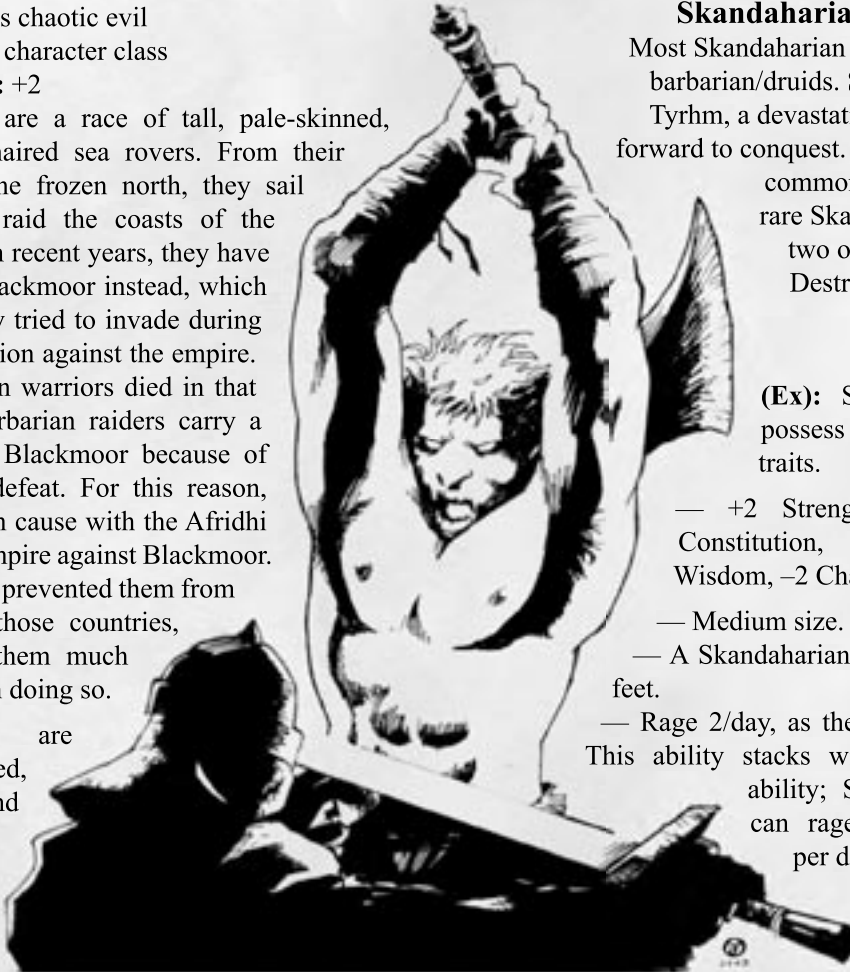 s chaotic evil
character class
: +2
are a race of tall, pale-skinned,
haired sea rovers. From their
he frozen north, they sail
raid the coasts of the
n recent years, they have
ackmoor instead, which
y tried to invade during
ion against the empire.
n warriors died in that
rbarian raiders carry a
Blackmoor because of
defeat. For this reason,
n cause with the Afridhi
mpire against Blackmoor.
prevented them from
those countries,
them much
n doing so.
are
ed,
nd
Skandaharia
Most Skandaharian
barbarian/druids. S
Tyrhm, a devastat
forward to conquest.
common
rare Ska
two o
Destr
(Ex): S
possess
traits.
— +2 Streng
Constitution,
Wisdom, –2 Cha
— Medium size.
— A Skandaharian
feet.
— Rage 2/day, as the
This ability stacks w
ability; S
can rage
per d